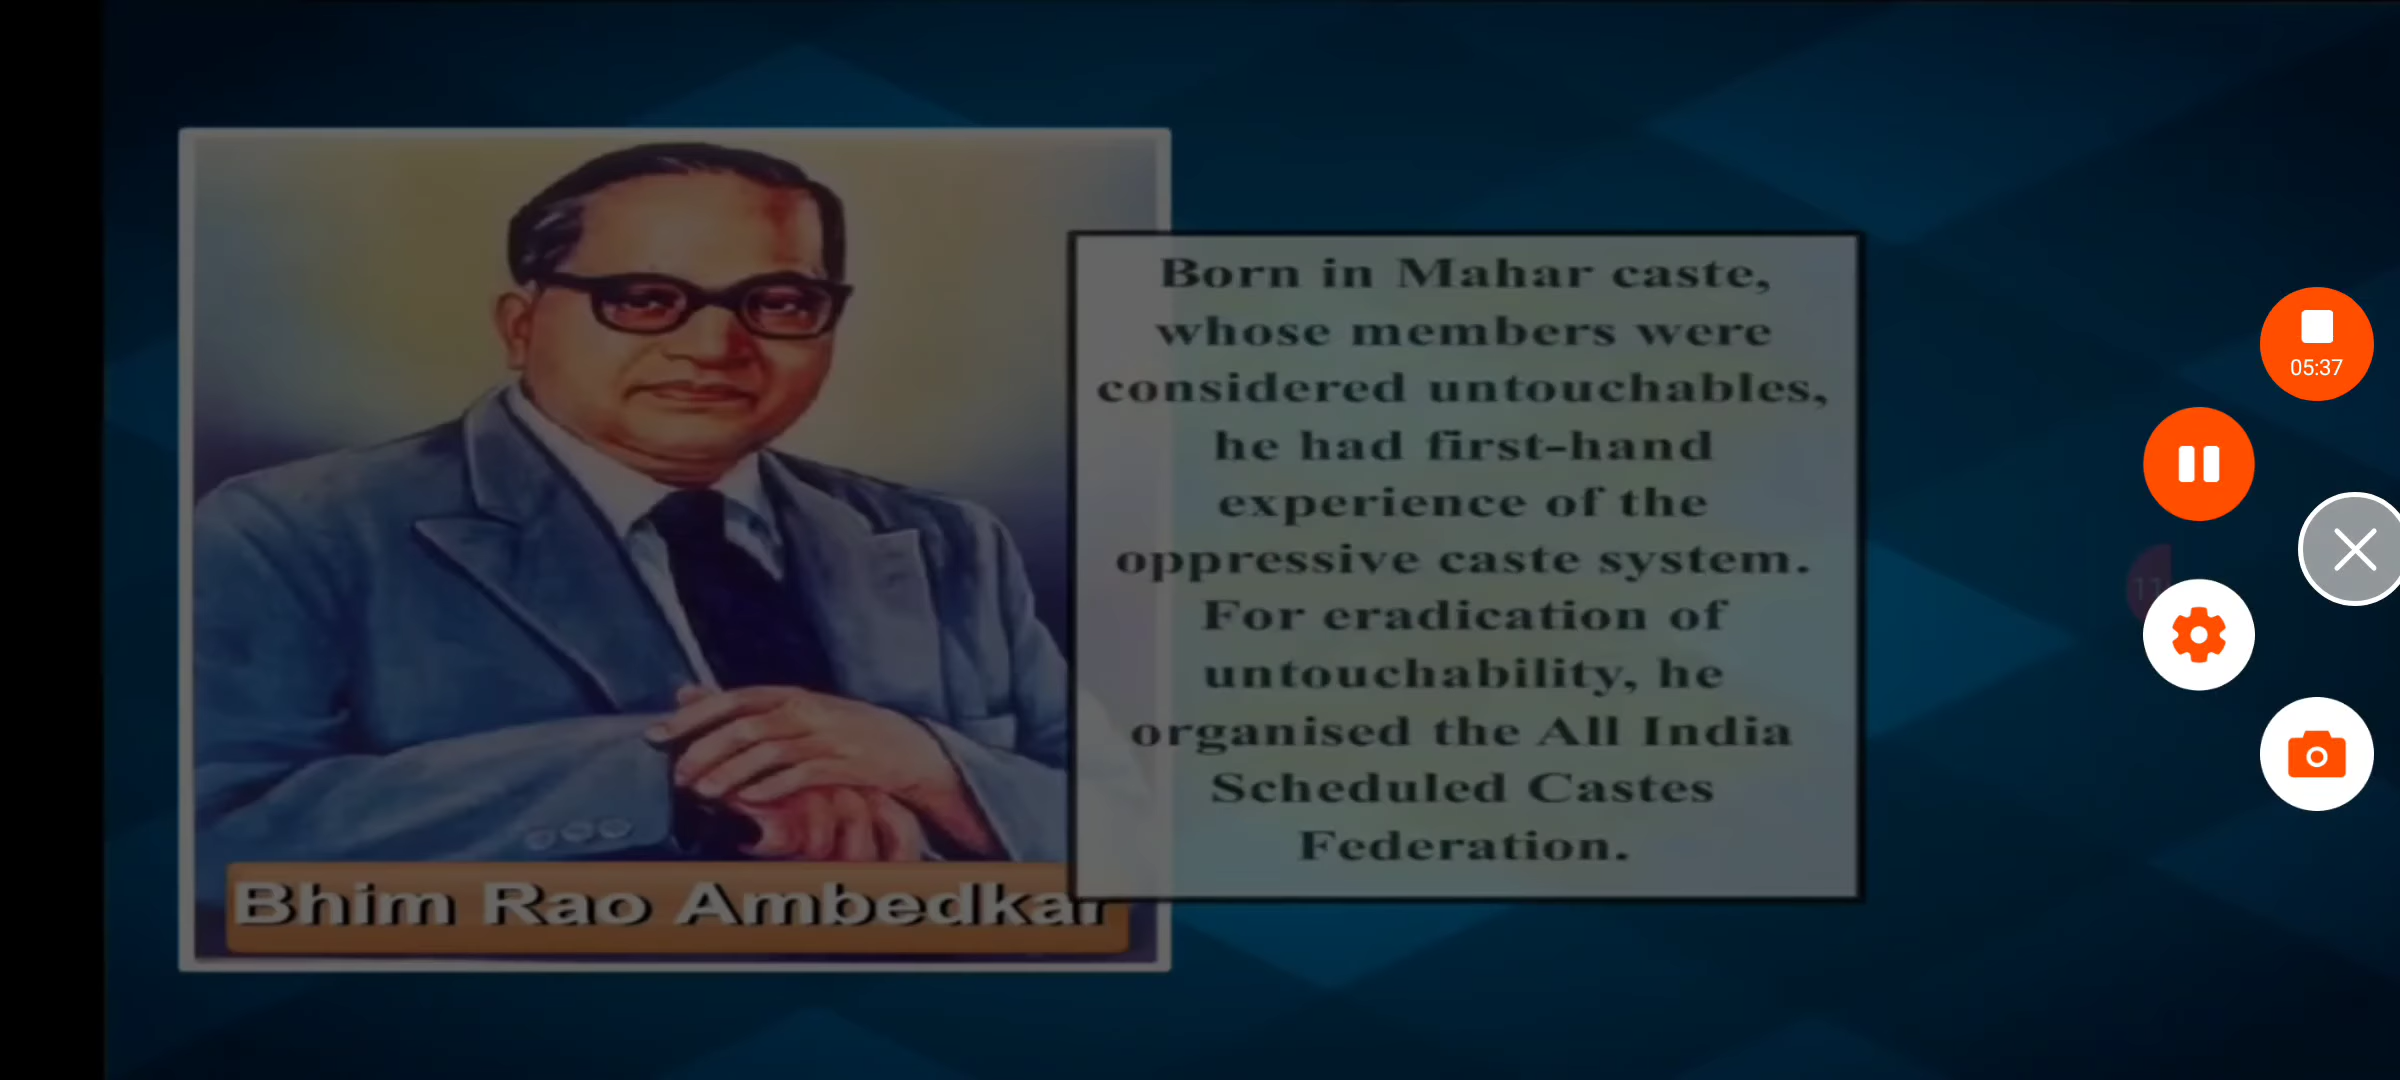 Born in Mahar caste,
whose members were
considered untouchables,
he had first-hand
experience of the
oppressive caste system.
For eradication of
untouchability, he
organised the All India
Scheduled Castes
Federation.
Bhim Rao Ambedkar
05:37
11